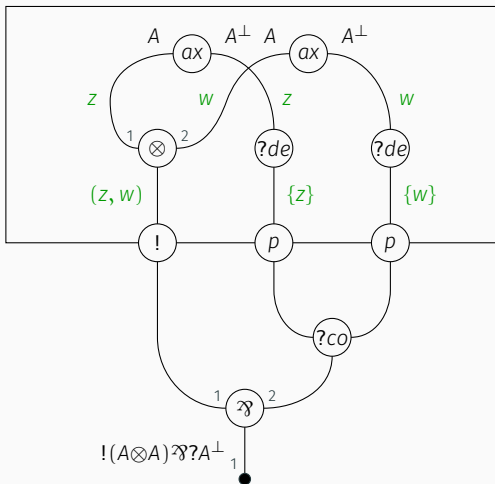 A ax A⊥ A ax A⊥
z w z w
1 ⊗ 2 ?de ?de
(z, w) {z} {w}
! p p
?co
1 ⅋ 2
!(A⊗A)⅋?A⊥ 1